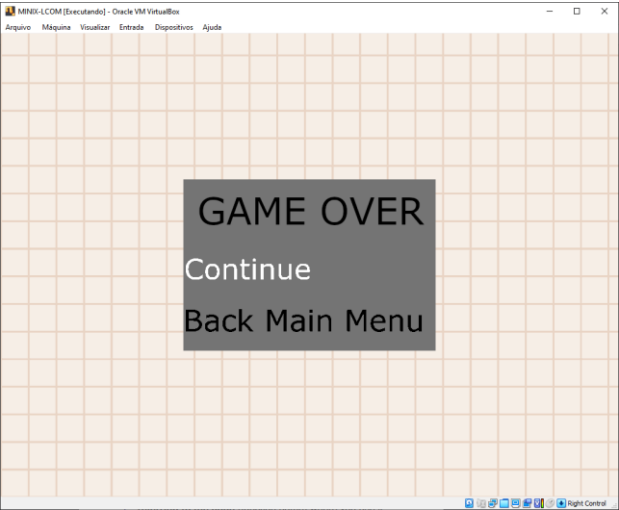 MINIX-LCOM [Executando] - Oracle VM VirtualBox
Arquivo Máquina Visualizar Entrada Dispositivos Ajuda
GAME OVER
Continue
Back Main Menu
Right Control